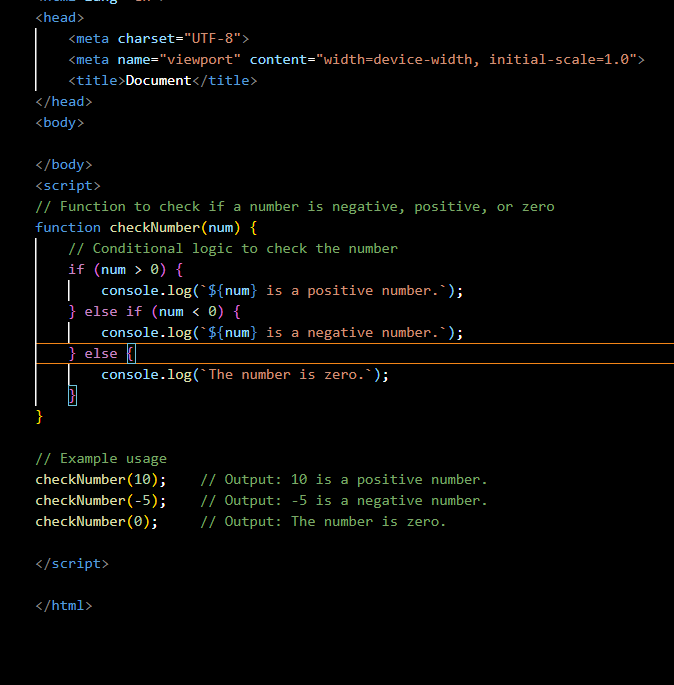 <head>
    <meta charset="UTF-8">
    <meta name="viewport" content="width=device-width, initial-scale=1.0">
    <title>Document</title>
</head>
<body>

</body>
<script>
// Function to check if a number is negative, positive, or zero
function checkNumber(num) {
    // Conditional logic to check the number
    if (num > 0) {
        console.log(`${num} is a positive number.`);
    } else if (num < 0) {
        console.log(`${num} is a negative number.`);
    } else {
        console.log(`The number is zero.`);
    }
}

// Example usage
checkNumber(10);    // Output: 10 is a positive number.
checkNumber(-5);    // Output: -5 is a negative number.
checkNumber(0);     // Output: The number is zero.

</script>

</html>